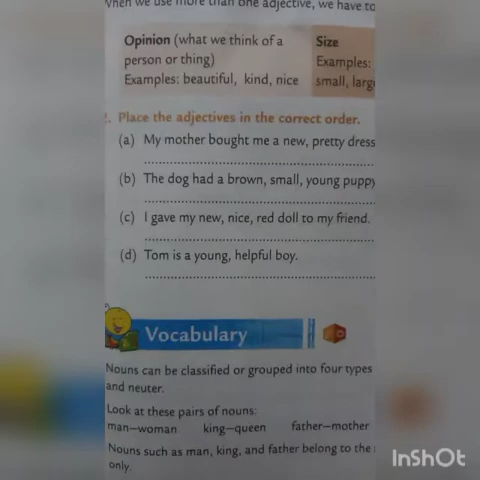 When we use more than one adjective, we have to
Opinion (what we think of a
person or thing)
Examples: beautiful, kind, nice
Size
Examples:
small, large
2. Place the adjectives in the correct order.
(a) My mother bought me a new, pretty dress
(b) The dog had a brown, small, young puppy
(c) I gave my new, nice, red doll to my friend.
(d) Tom is a young, helpful boy.
Vocabulary
Nouns can be classified or grouped into four types
and neuter.
Look at these pairs of nouns:
man—woman king—queen father—mother
Nouns such as man, king, and father belong to the
only.
InShOt